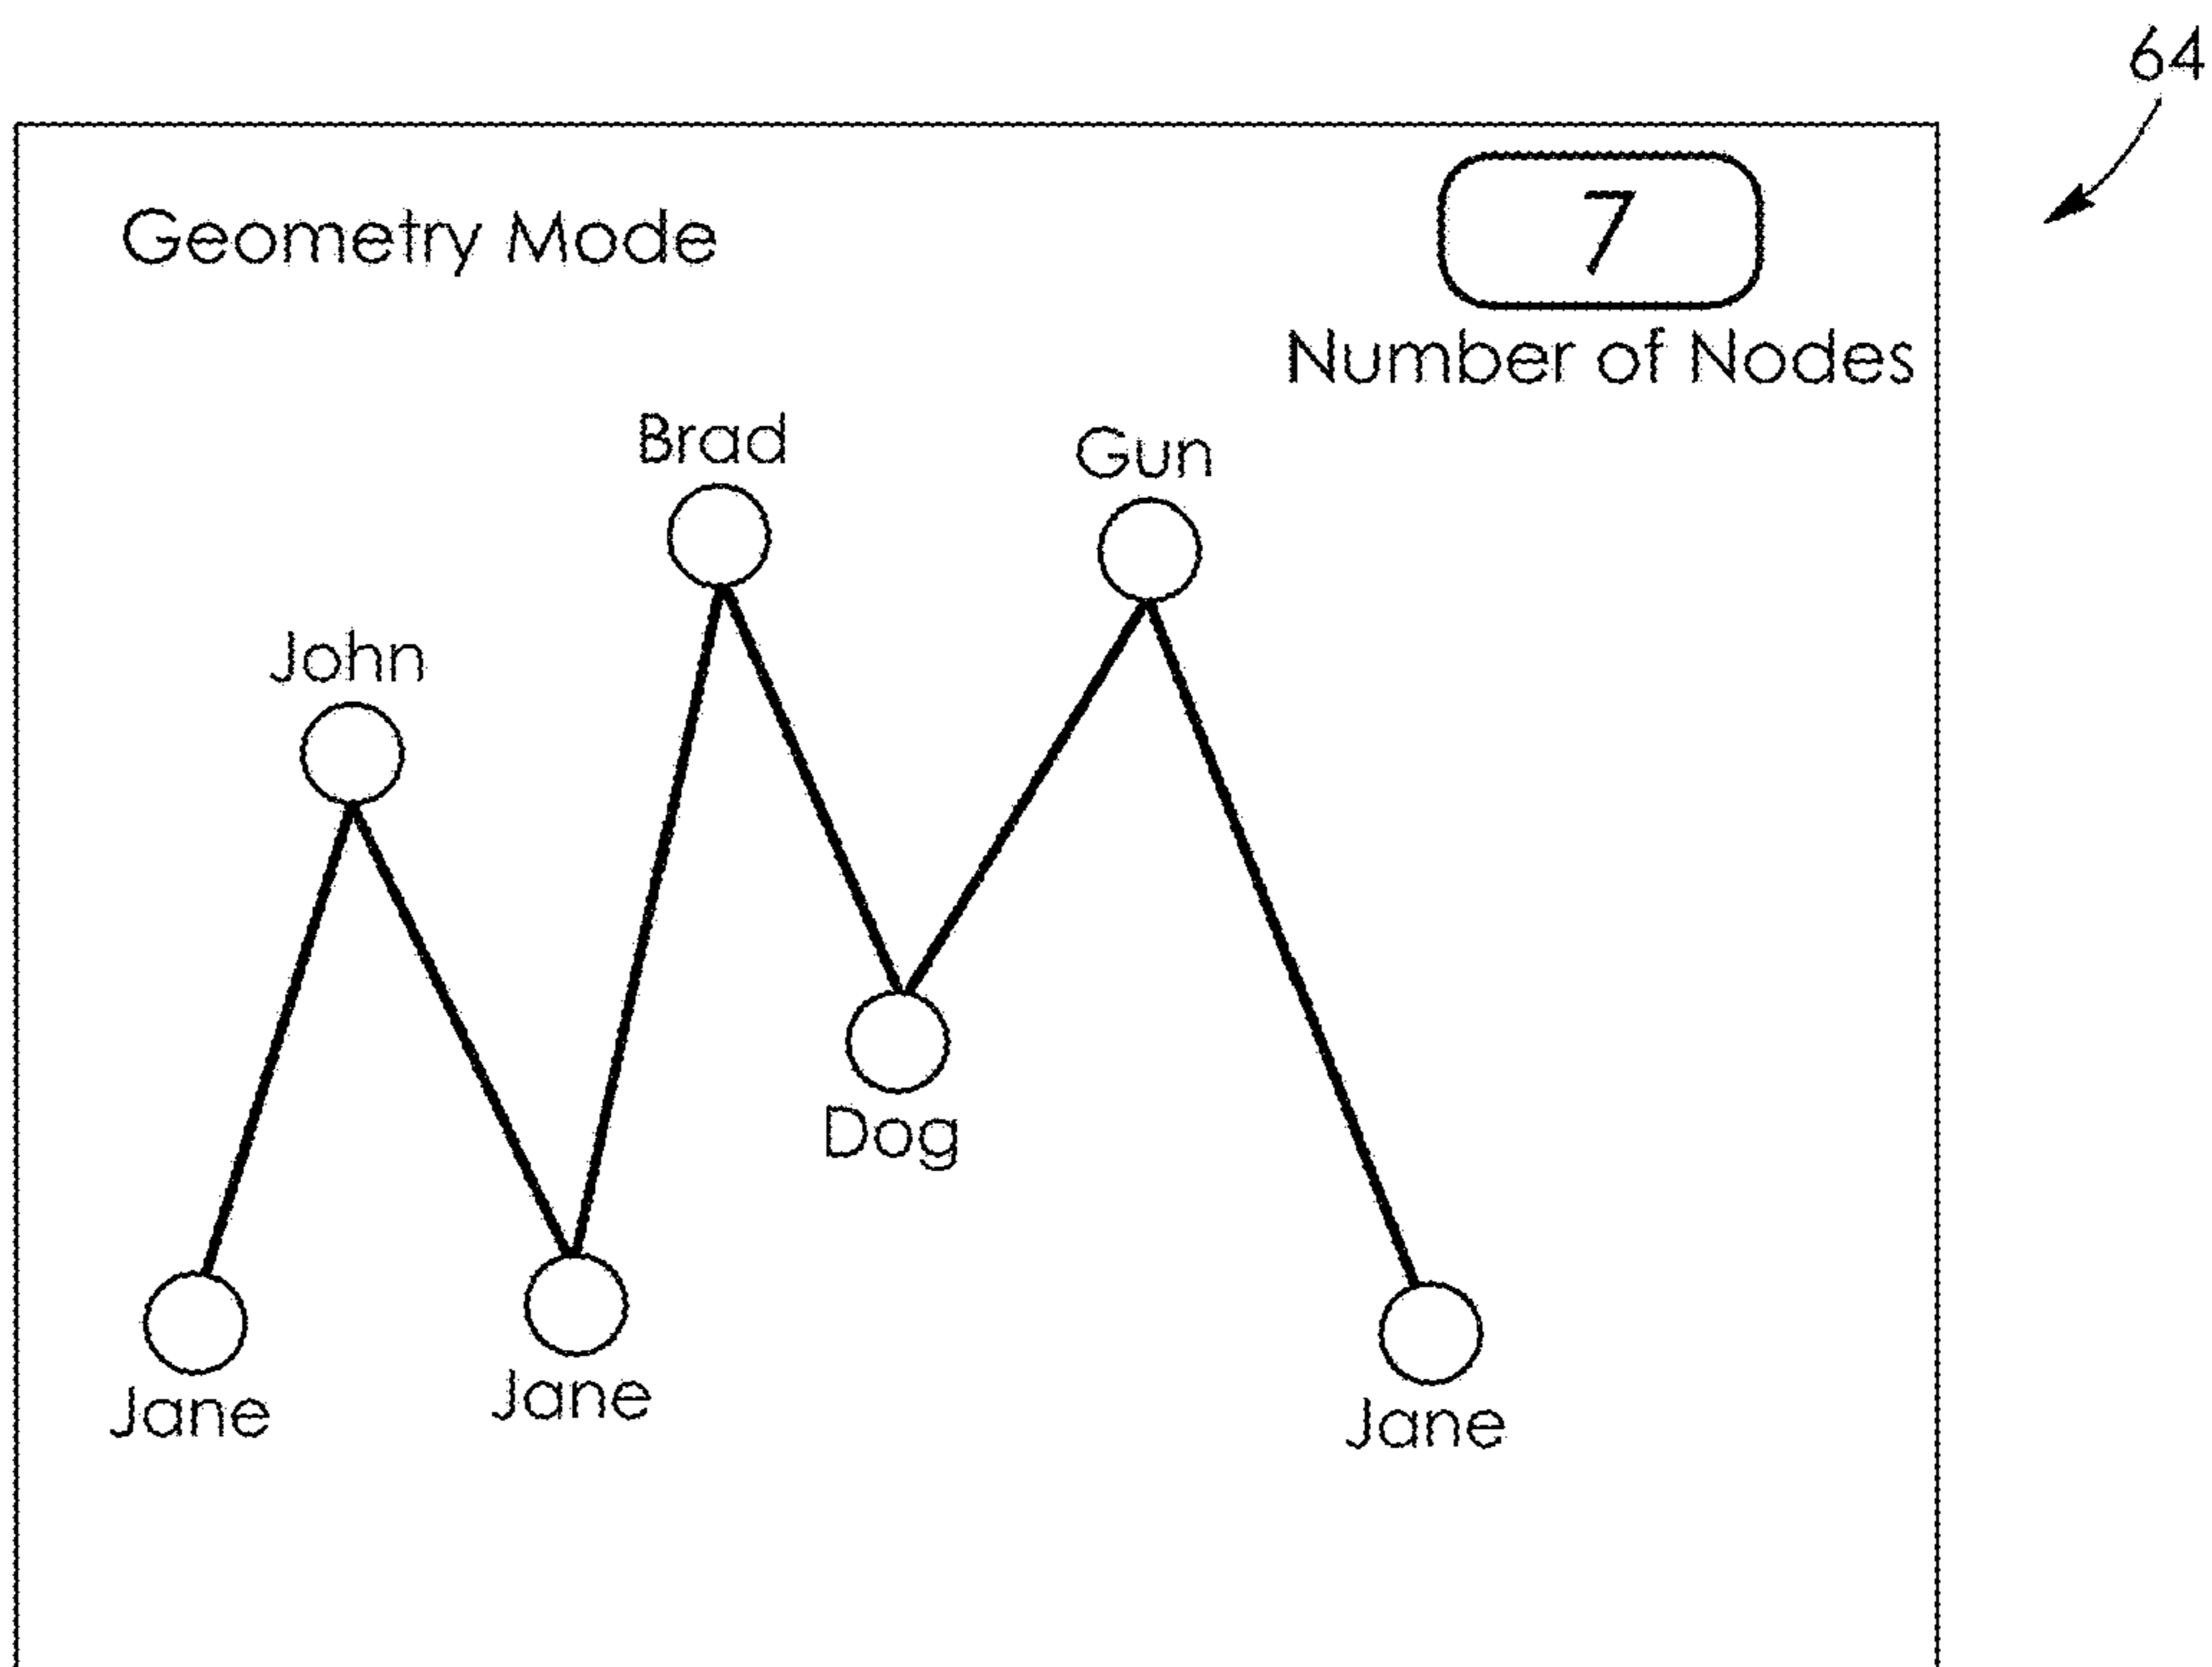 64
Geometry Mode
7
Number of Nodes
Brad
Gun
John
Dog
Jane
Jane
Jane